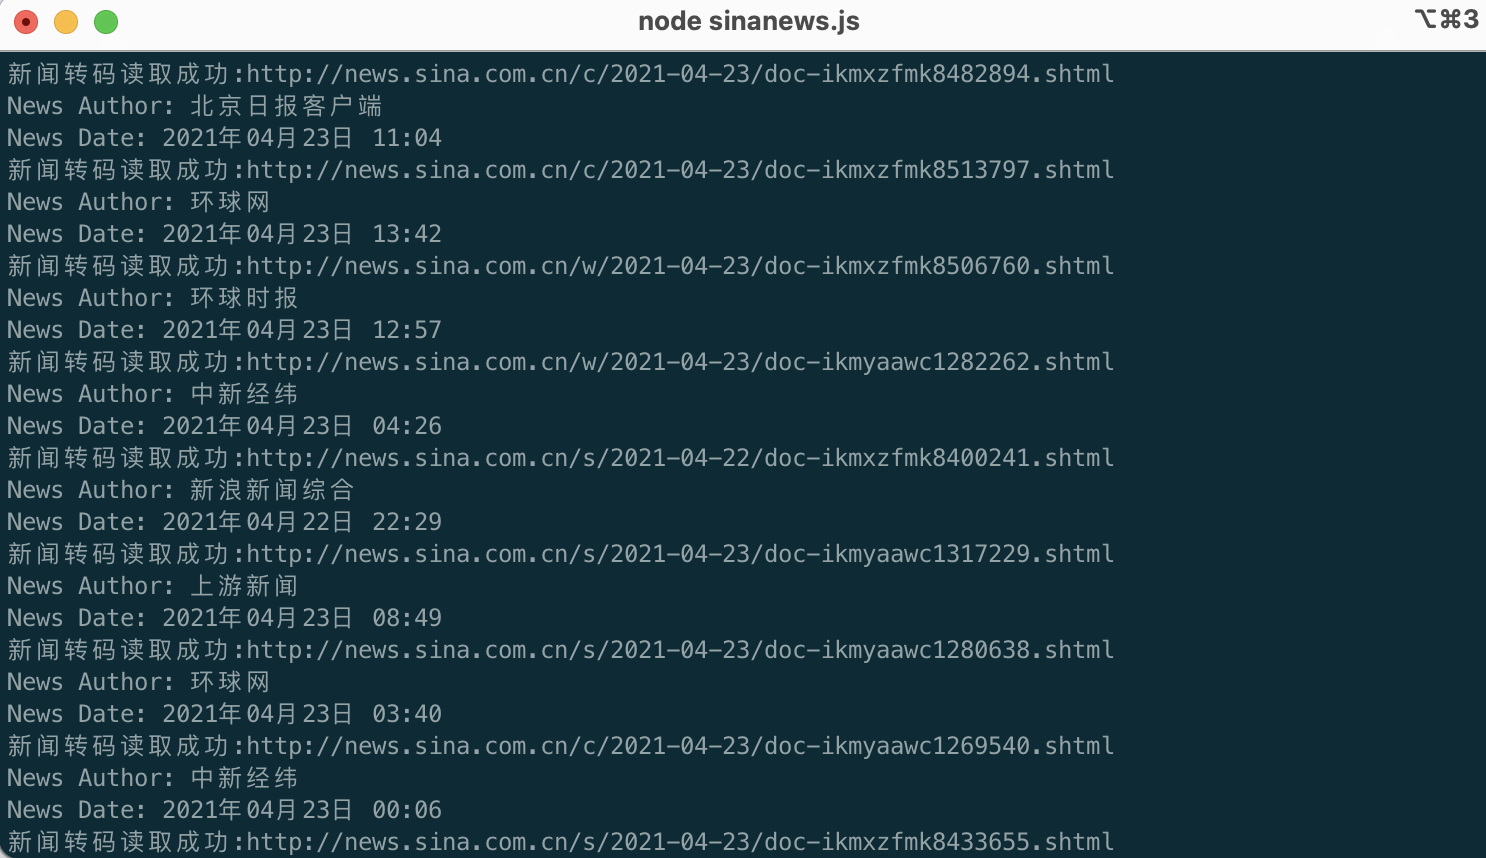 node sinanews.js
⌥⌘3
新闻转码读取成功:http://news.sina.com.cn/c/2021-04-23/doc-ikmxzfmk8482894.shtml
News Author: 北京日报客户端
News Date: 2021年04月23日 11:04
新闻转码读取成功:http://news.sina.com.cn/c/2021-04-23/doc-ikmxzfmk8513797.shtml
News Author: 环球网
News Date: 2021年04月23日 13:42
新闻转码读取成功:http://news.sina.com.cn/w/2021-04-23/doc-ikmxzfmk8506760.shtml
News Author: 环球时报
News Date: 2021年04月23日 12:57
新闻转码读取成功:http://news.sina.com.cn/w/2021-04-23/doc-ikmyaawc1282262.shtml
News Author: 中新经纬
News Date: 2021年04月23日 04:26
新闻转码读取成功:http://news.sina.com.cn/s/2021-04-22/doc-ikmxzfmk8400241.shtml
News Author: 新浪新闻综合
News Date: 2021年04月22日 22:29
新闻转码读取成功:http://news.sina.com.cn/s/2021-04-23/doc-ikmyaawc1317229.shtml
News Author: 上游新闻
News Date: 2021年04月23日 08:49
新闻转码读取成功:http://news.sina.com.cn/s/2021-04-23/doc-ikmyaawc1280638.shtml
News Author: 环球网
News Date: 2021年04月23日 03:40
新闻转码读取成功:http://news.sina.com.cn/c/2021-04-23/doc-ikmyaawc1269540.shtml
News Author: 中新经纬
News Date: 2021年04月23日 00:06
新闻转码读取成功:http://news.sina.com.cn/s/2021-04-23/doc-ikmxzfmk8433655.shtml